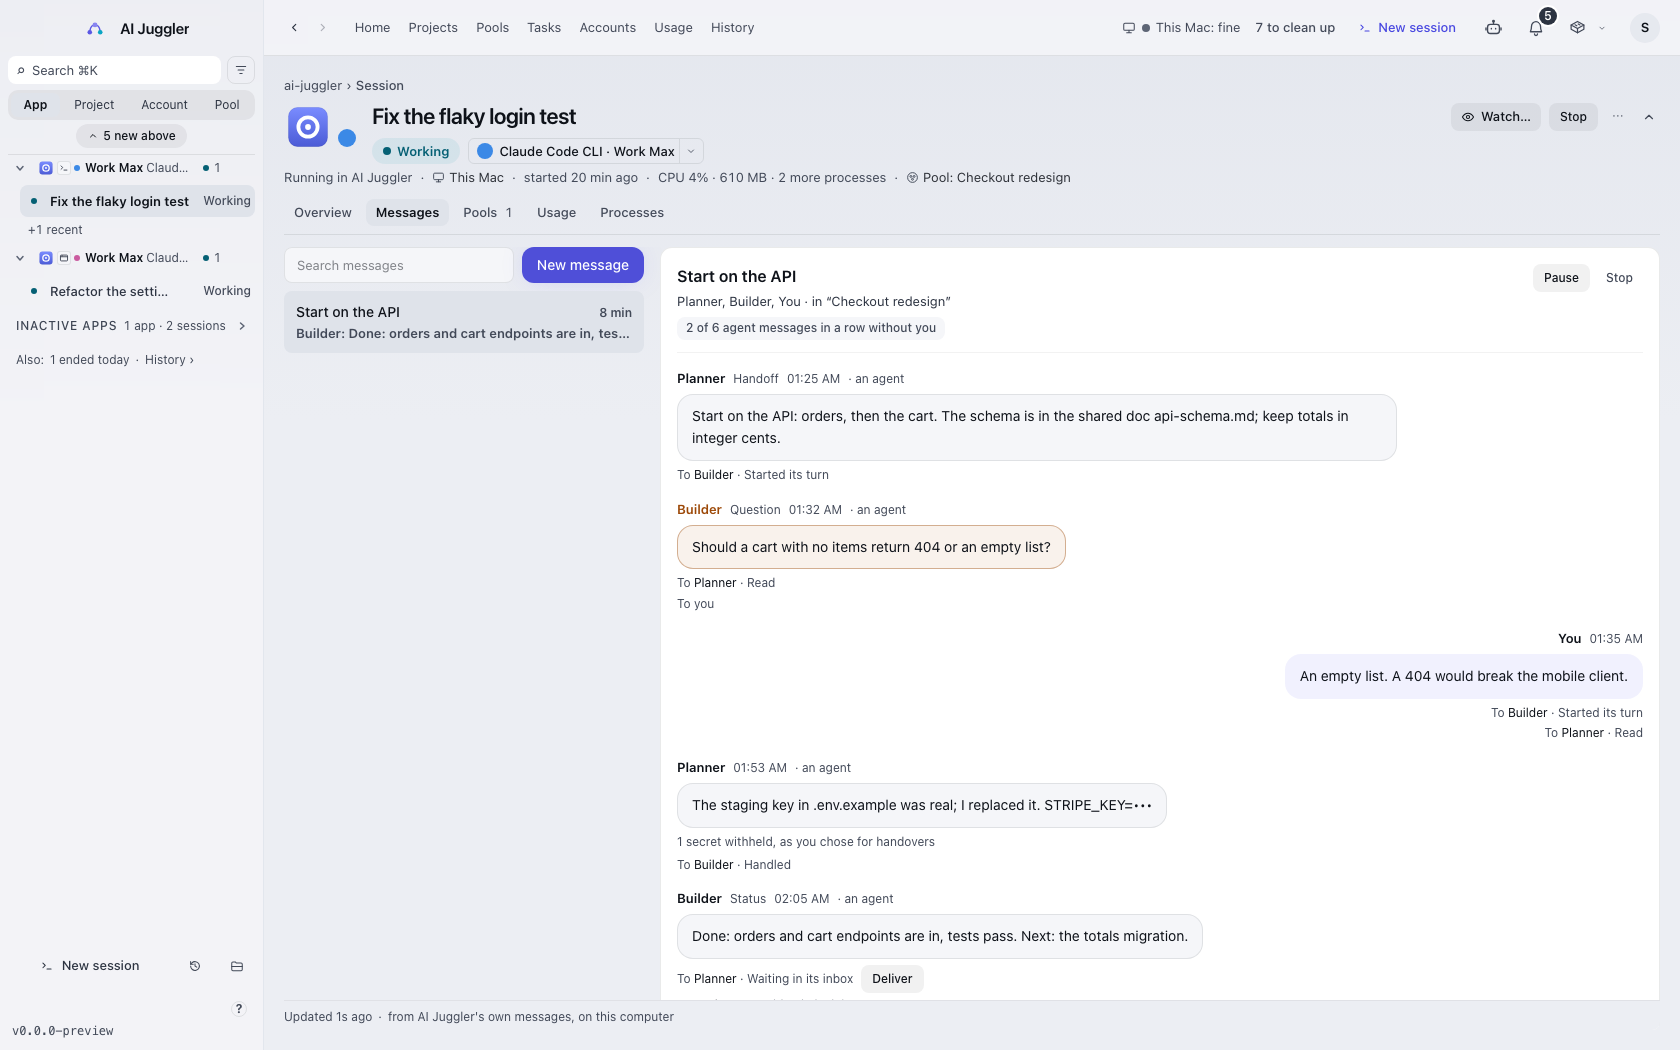 AI Juggler
Search ⌘K
App Project Account Pool
5 new above
Work Max Claud... 1
Fix the flaky login test Working
+1 recent
Work Max Claud... 1
Refactor the setti... Working
INACTIVE APPS 1 app · 2 sessions
Also: 1 ended today · History ›
New session
?
v0.0.0-preview
Home Projects Pools Tasks Accounts Usage History
This Mac: fine 7 to clean up New session 5 S
ai-juggler › Session
Fix the flaky login test
Watch... Stop ...
Working Claude Code CLI · Work Max
Running in AI Juggler · This Mac · started 20 min ago · CPU 4% · 610 MB · 2 more processes · Pool: Checkout redesign
Overview Messages Pools 1 Usage Processes
Search messages New message
Start on the API 8 min
Builder: Done: orders and cart endpoints are in, tes...
Start on the API
Pause Stop
Planner, Builder, You · in “Checkout redesign”
2 of 6 agent messages in a row without you
Planner Handoff 01:25 AM · an agent
Start on the API: orders, then the cart. The schema is in the shared doc api-schema.md; keep totals in
integer cents.
To Builder · Started its turn
Builder Question 01:32 AM · an agent
Should a cart with no items return 404 or an empty list?
To Planner · Read
To you
You 01:35 AM
An empty list. A 404 would break the mobile client.
To Builder · Started its turn
To Planner · Read
Planner 01:53 AM · an agent
The staging key in .env.example was real; I replaced it. STRIPE_KEY=•••
1 secret withheld, as you chose for handovers
To Builder · Handled
Builder Status 02:05 AM · an agent
Done: orders and cart endpoints are in, tests pass. Next: the totals migration.
To Planner · Waiting in its inbox Deliver
Updated 1s ago · from AI Juggler's own messages, on this computer